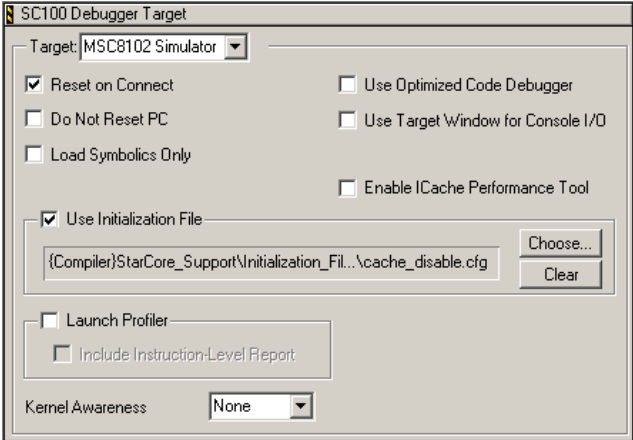 SC100 Debugger Target
Target: MSC8102 Simulator
Reset on Connect
Use Optimized Code Debugger
Do Not Reset PC
Use Target Window for Console I/O
Load Symbolics Only
Enable ICache Performance Tool
Use Initialization File
Choose...
{Compiler}StarCore_Support\Initialization_Fil...\cache_disable.cfg
Clear
Launch Profiler
Include Instruction-Level Report
Kernel Awareness None